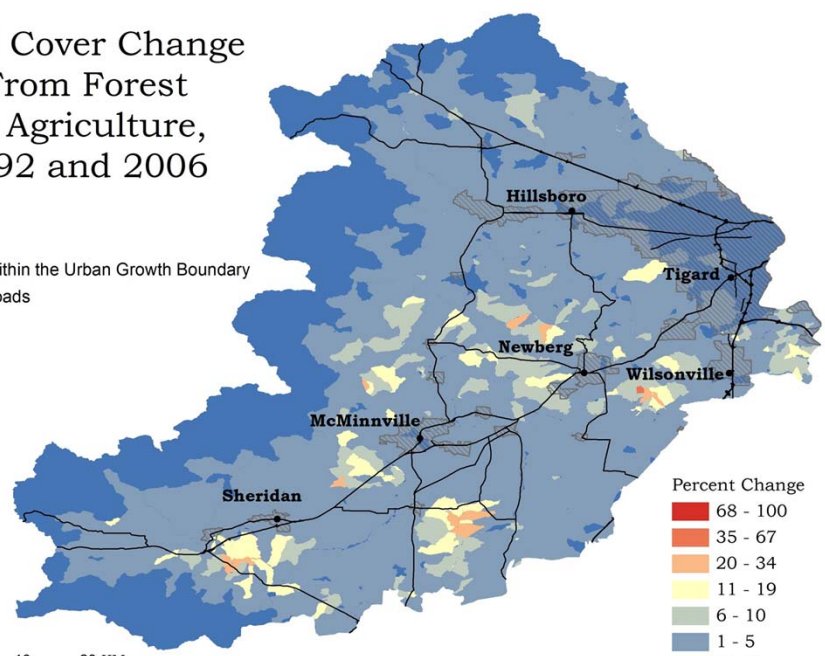 Cover Change
From Forest
Agriculture,
92 and 2006
ithin the Urban Growth Boundary
oads
Hillsboro
Tigard
Newberg
Wilsonville
McMinnville
Sheridan
Percent Change
68 - 100
35 - 67
20 - 34
11 - 19
6 - 10
1 - 5